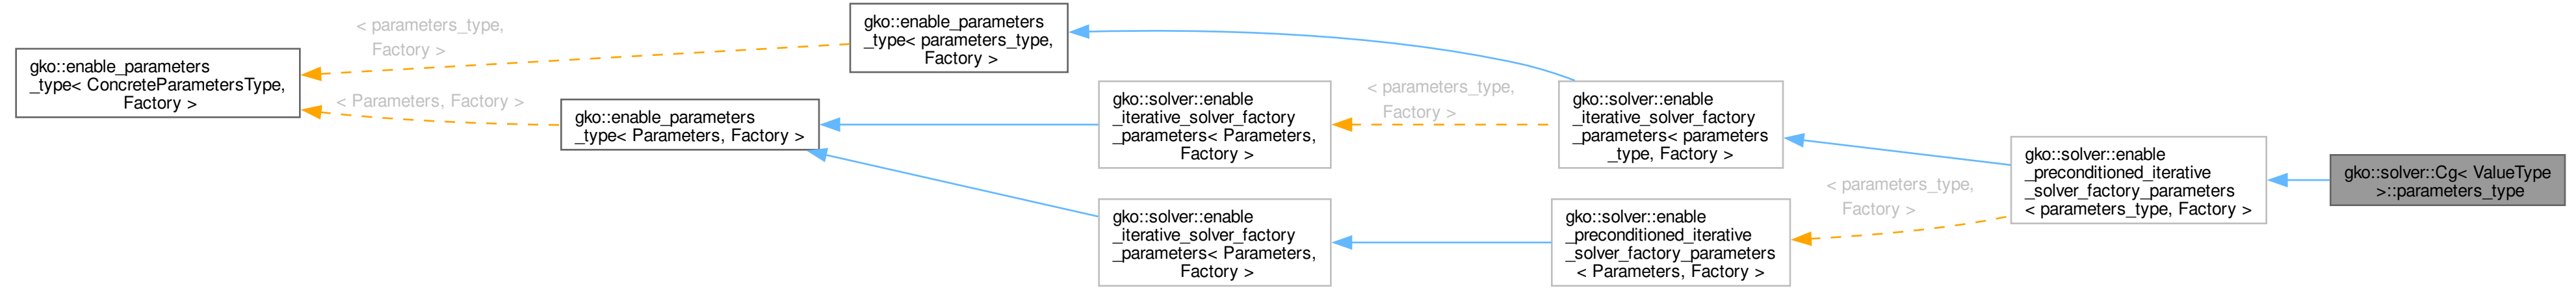 gko::enable_parameters
_type< ConcreteParametersType,
Factory >
< parameters_type,
Factory >
< Parameters, Factory >
gko::enable_parameters
_type< Parameters, Factory >
gko::enable_parameters
_type< parameters_type,
Factory >
gko::solver::enable
_iterative_solver_factory
_parameters< Parameters,
Factory >
gko::solver::enable
_iterative_solver_factory
_parameters< Parameters,
Factory >
< parameters_type,
Factory >
gko::solver::enable
_iterative_solver_factory
_parameters< parameters
_type, Factory >
gko::solver::enable
_preconditioned_iterative
_solver_factory_parameters
< Parameters, Factory >
< parameters_type,
Factory >
gko::solver::enable
_preconditioned_iterative
_solver_factory_parameters
< parameters_type, Factory >
gko::solver::Cg< ValueType
>::parameters_type